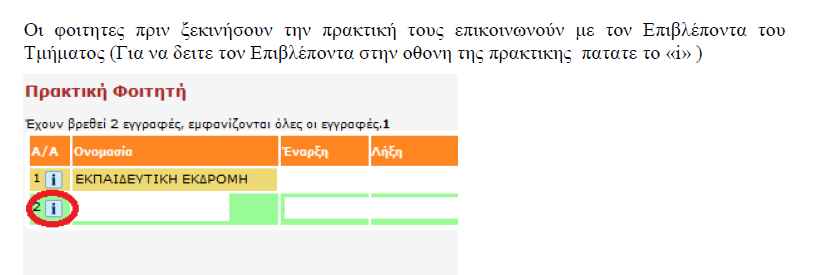 Οι φοιτητες πριν ξεκινήσουν την πρακτική τους επικοινωνούν με τον Επιβλέποντα του
Τμήματος (Για να δειτε τον Επιβλέποντα στην οθονη της πρακτικης πατατε το «i» )
Πρακτική Φοιτητή
Έχουν βρεθεί 2 εγγραφές, εμφανίζονται όλες οι εγγραφές.1
Α/Α Ονομασία Έναρξη Λήξη
1 i ΕΚΠΑΙΔΕΥΤΙΚΗ ΕΚΔΡΟΜΗ
2 i